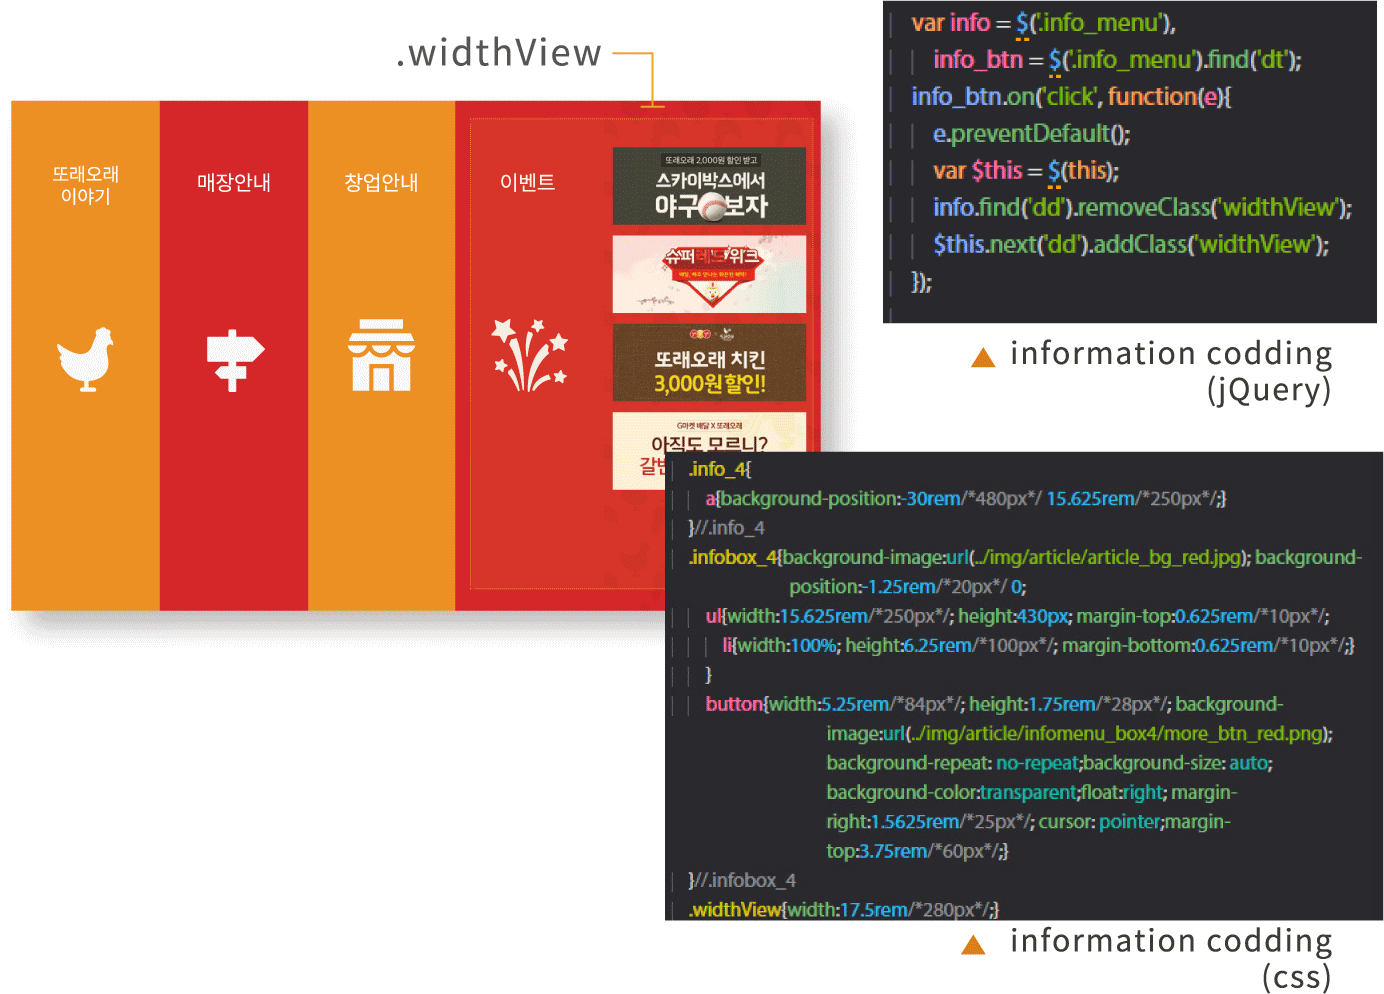 .widthView
또래오래
이야기
매장안내
창업안내
이벤트
또래오래 2,000원 할인 받고
스카이박스에서
야구 보자
슈퍼레드위크
또래오래 치킨
3,000원 할인!
G마켓 배달 X 또래오래
아직도 모르니?
var info = $('.info_menu'),
info_btn = $('.info_menu').find('dt');
info_btn.on('click', function(e){
e.preventDefault();
var $this = $(this);
info.find('dd').removeClass('widthView');
$this.next('dd').addClass('widthView');
});
information codding
(jQuery)
.info_4{
a{background-position:-30rem/*480px*/ 15.625rem/*250px*/;}
}//.info_4
.infobox_4{background-image:url(../img/article/article_bg_red.jpg); background-
position:-1.25rem/*20px*/ 0;
ul{width:15.625rem/*250px*/; height:430px; margin-top:0.625rem/*10px*/;
li{width:100%; height:6.25rem/*100px*/; margin-bottom:0.625rem/*10px*/;}
}
button{width:5.25rem/*84px*/; height:1.75rem/*28px*/; background-
image:url(../img/article/infomenu_box4/more_btn_red.png);
background-repeat: no-repeat;background-size: auto;
background-color:transparent;float:right; margin-
right:1.5625rem/*25px*/; cursor: pointer;margin-
top:3.75rem/*60px*/;}
}//.infobox_4
.widthView{width:17.5rem/*280px*/;}
information codding
(css)